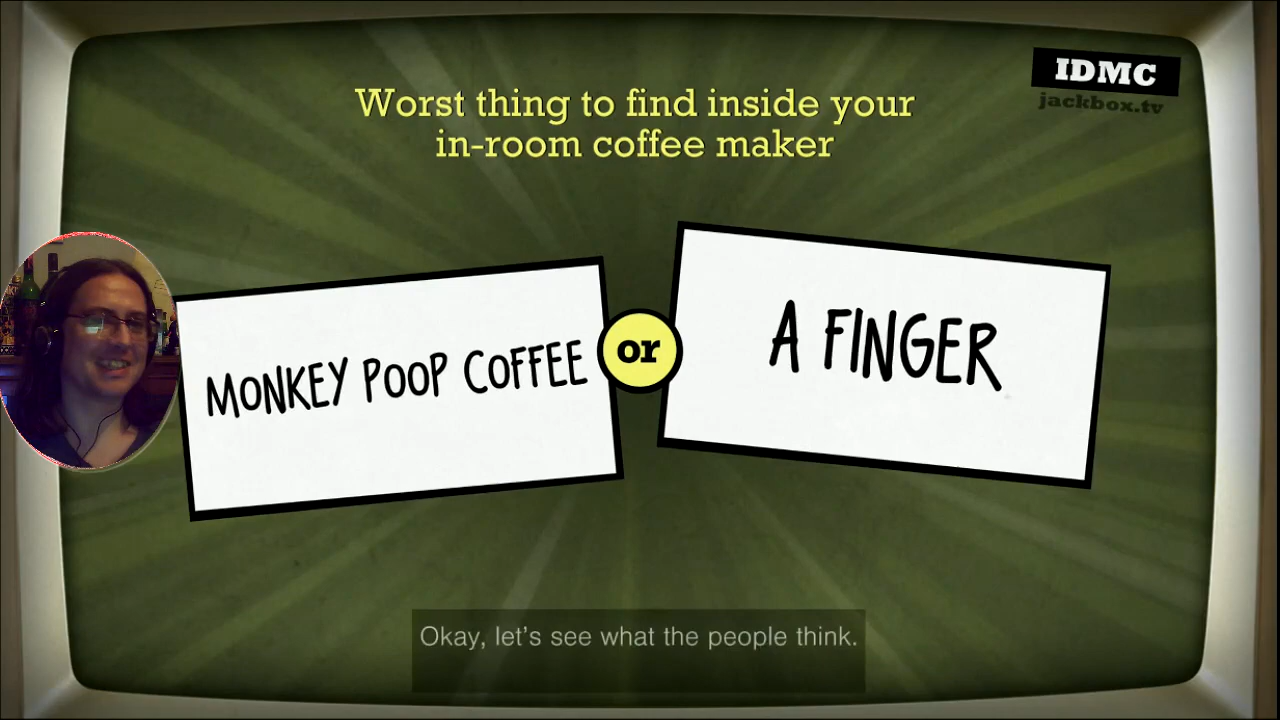 IDMC
jackbox.tv
Worst thing to find inside your
in-room coffee maker
MONKEY POOP COFFEE
or
A FINGER
Okay, let's see what the people think.